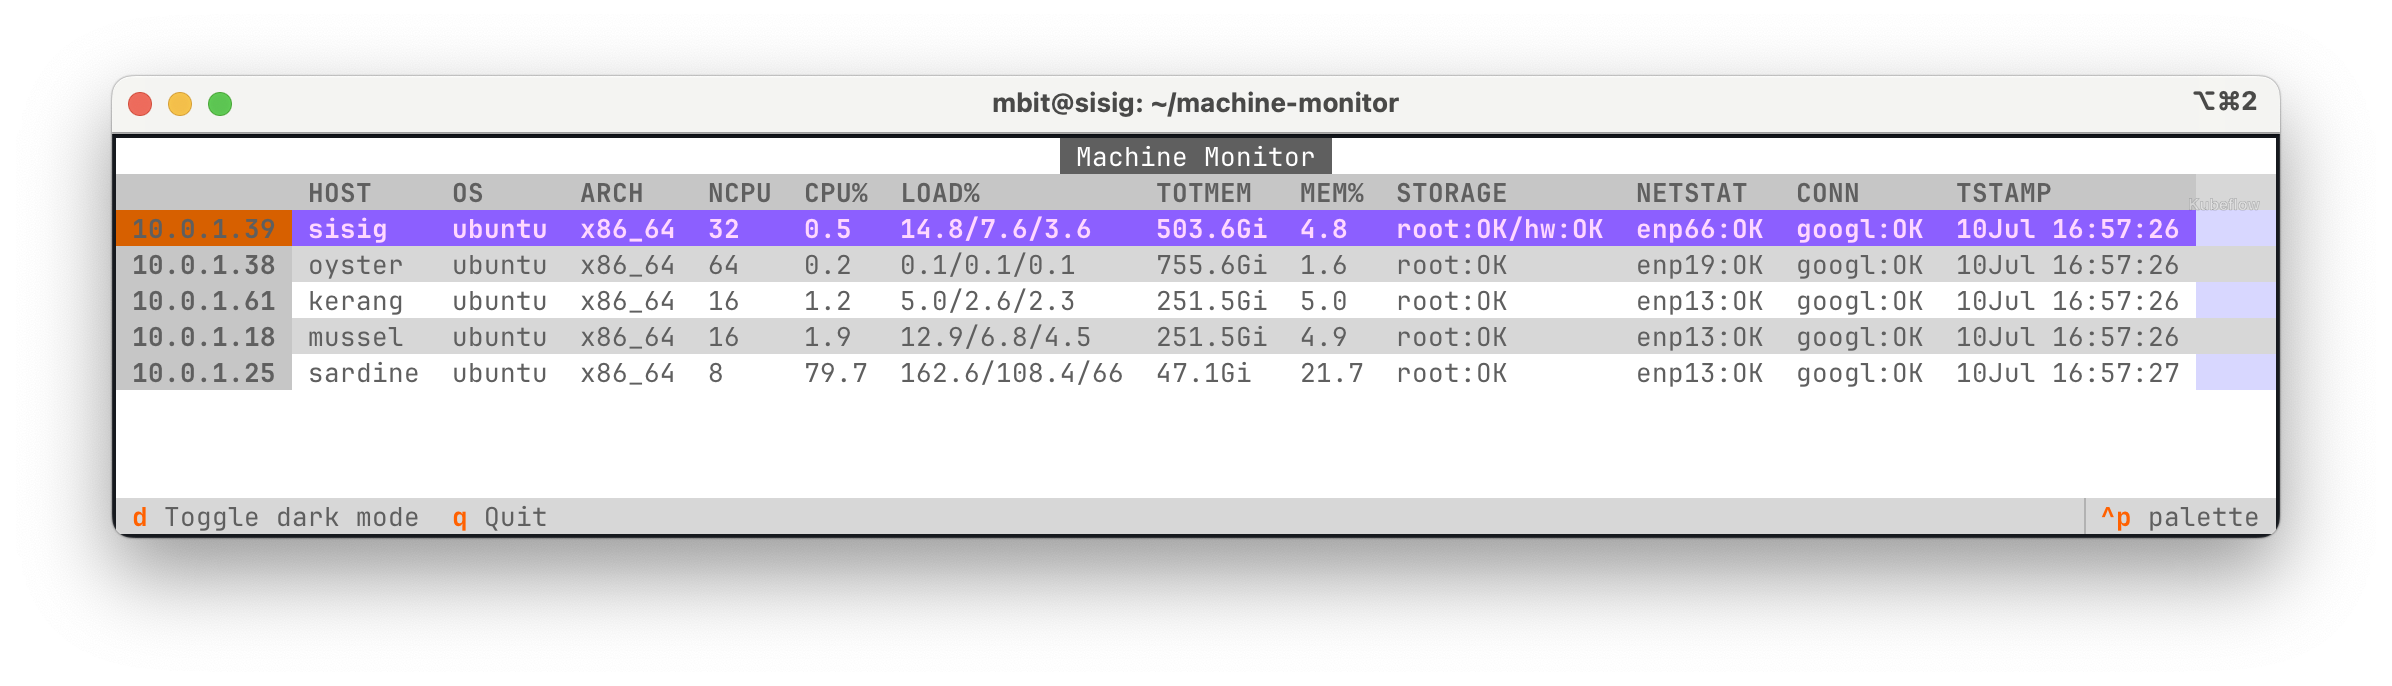 mbit@sisig: ~/machine-monitor ⌥⌘2
Machine Monitor
HOST OS ARCH NCPU CPU% LOAD% TOTMEM MEM% STORAGE NETSTAT CONN TSTAMP
Kubeflow
10.0.1.39 sisig ubuntu x86_64 32 0.5 14.8/7.6/3.6 503.6Gi 4.8 root:OK/hw:OK enp66:OK googl:OK 10Jul 16:57:26
10.0.1.38 oyster ubuntu x86_64 64 0.2 0.1/0.1/0.1 755.6Gi 1.6 root:OK enp19:OK googl:OK 10Jul 16:57:26
10.0.1.61 kerang ubuntu x86_64 16 1.2 5.0/2.6/2.3 251.5Gi 5.0 root:OK enp13:OK googl:OK 10Jul 16:57:26
10.0.1.18 mussel ubuntu x86_64 16 1.9 12.9/6.8/4.5 251.5Gi 4.9 root:OK enp13:OK googl:OK 10Jul 16:57:26
10.0.1.25 sardine ubuntu x86_64 8 79.7 162.6/108.4/66 47.1Gi 21.7 root:OK enp13:OK googl:OK 10Jul 16:57:27
d Toggle dark mode q Quit ^p palette